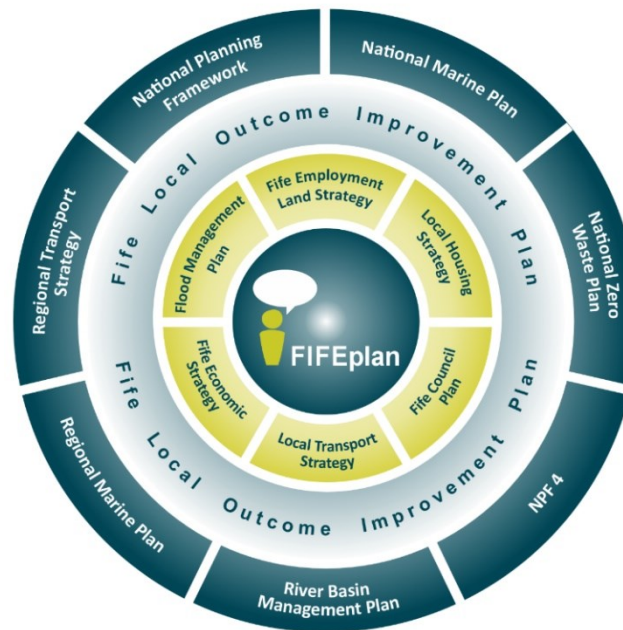 National Planning
Framework
National Marine Plan
National Zero
Waste Plan
NPF 4
River Basin
Management Plan
Regional Marine Plan
Regional Transport
Strategy
Fife Local Outcome Improvement Plan
Fife Local Outcome Improvement Plan
Fife Employment
Land Strategy
Local Housing
Strategy
Fife Council
Plan
Local Transport
Strategy
Fife Economic
Strategy
Flood Management
Plan
FIFEplan